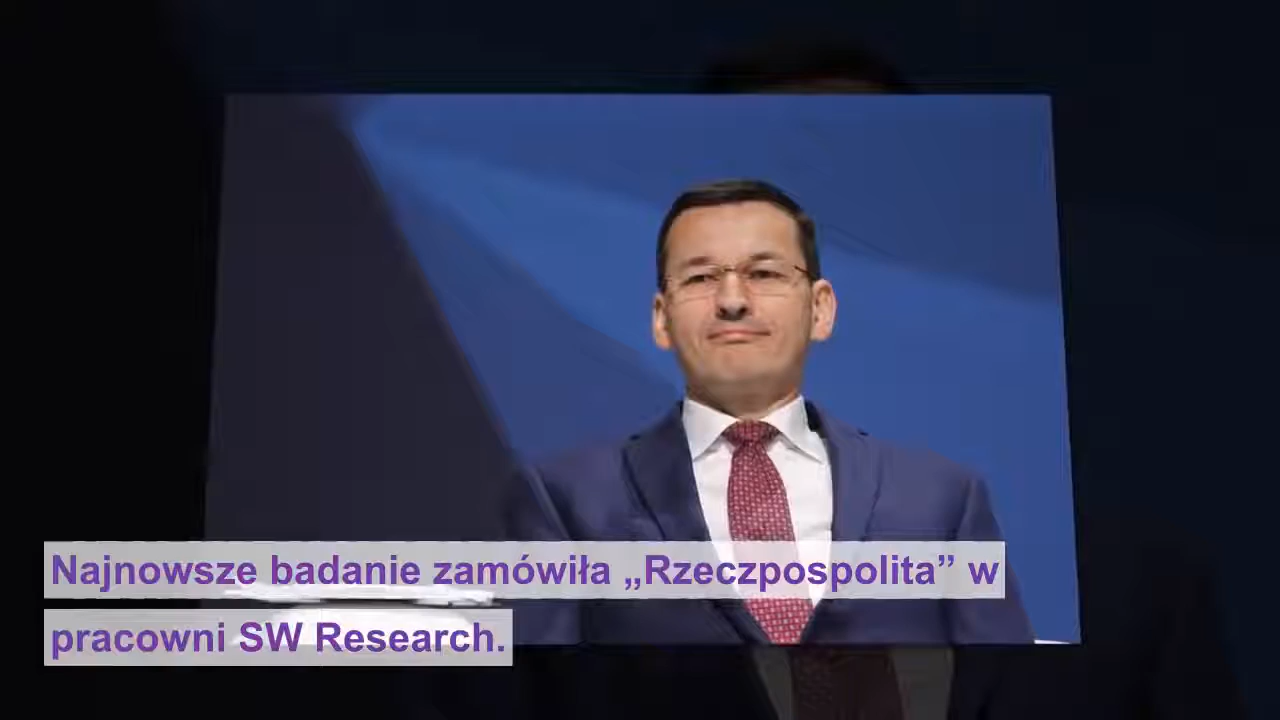 Najnowsze badanie zamówiła „Rzeczpospolita” w
pracowni SW Research.